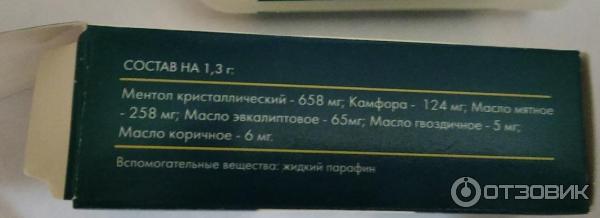 СОСТАВ НА 1,3 г:
Ментол кристаллический - 658 мг; Камфора - 124 мг; Масло мятное
- 258 мг; Масло эвкалиптовое - 65мг; Масло гвоздичное - 5 мг;
Масло коричное - 6 мг.
Вспомогательные вещества: жидкий парафин
ОТЗОВИК